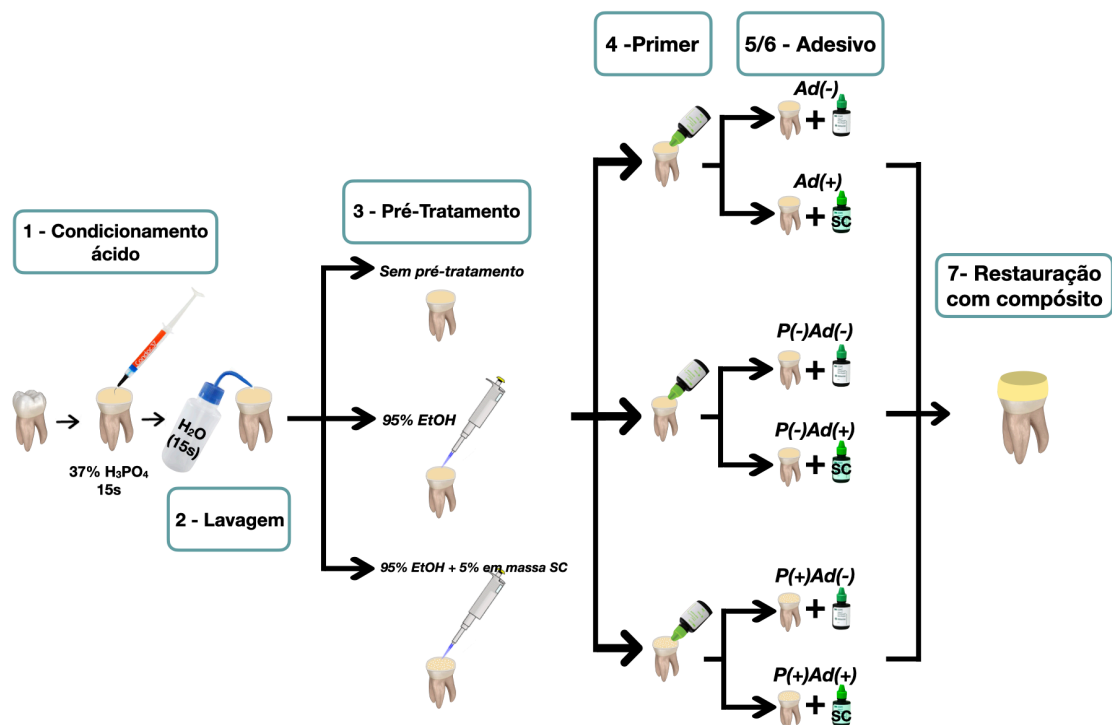 4 -Primer
5/6 - Adesivo
Ad(-)
Ad(+)
SC
1 - Condicionamento
ácido
3 - Pré-Tratamento
Sem pré-tratamento
7- Restauração
com compósito
P(-)Ad(-)
95% EtOH
H₂O
(15s)
P(-)Ad(+)
SC
37% H₃PO₄
15s
2 - Lavagem
95% EtOH + 5% em massa SC
P(+)Ad(-)
P(+)Ad(+)
SC